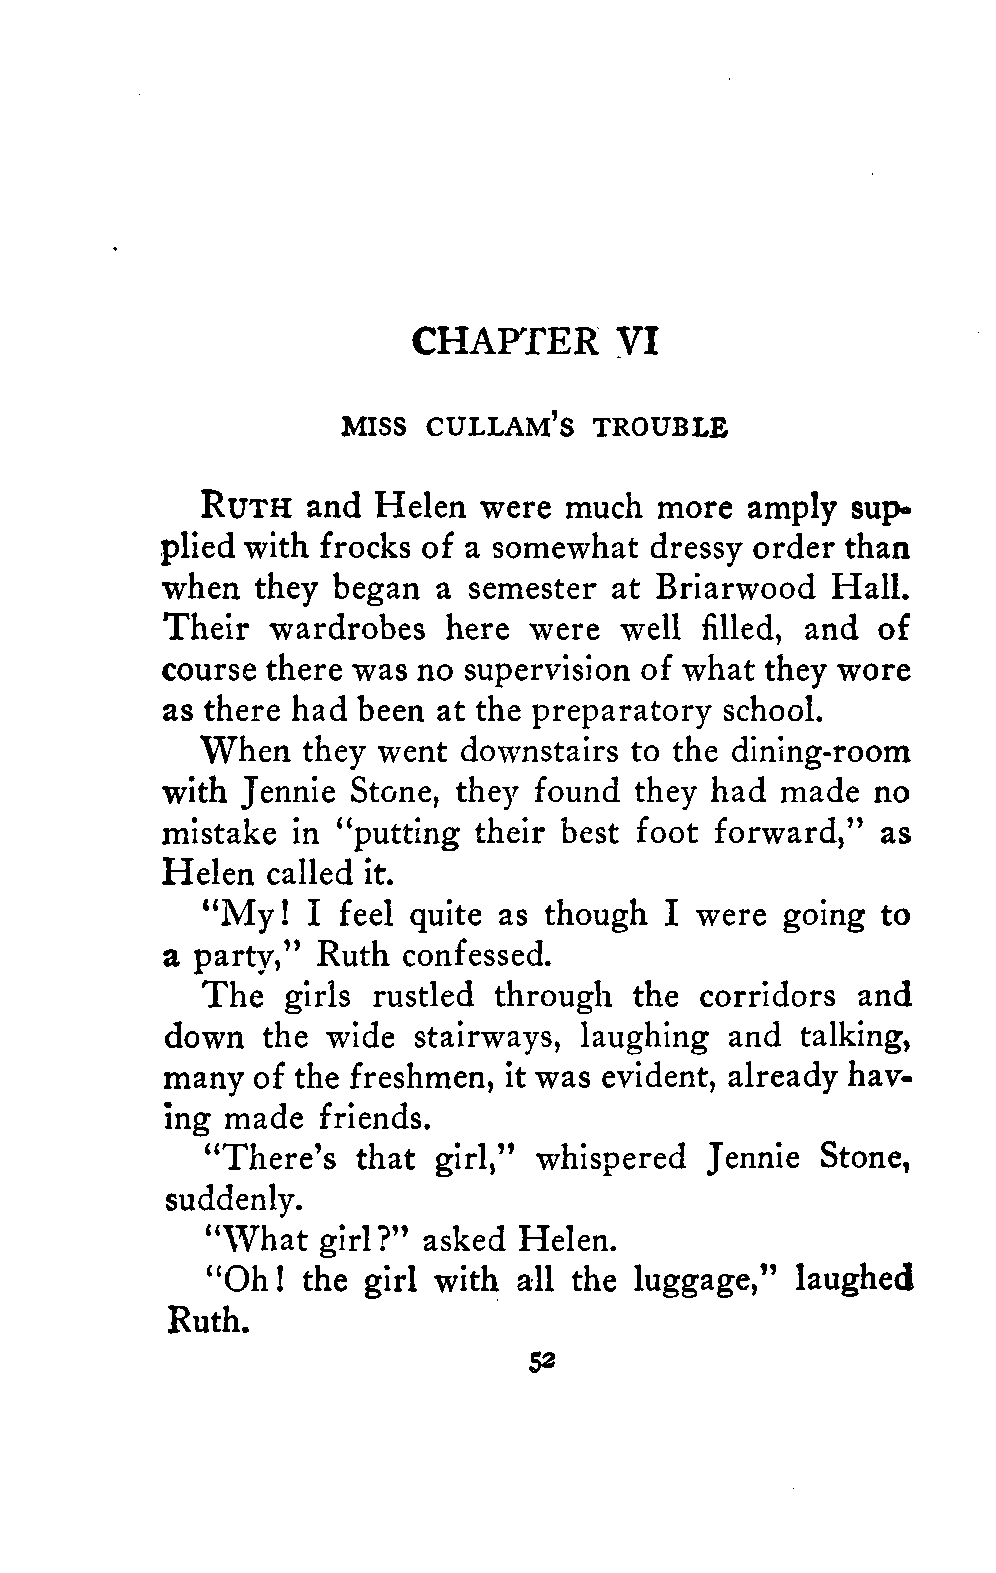 CHAPTER VI
MISS CULLAM'S TROUBLE
RUTH and Helen were much more amply sup-
plied with frocks of a somewhat dressy order than
when they began a semester at Briarwood Hall.
Their wardrobes here were well filled, and of
course there was no supervision of what they wore
as there had been at the preparatory school.
When they went downstairs to the dining-room
with Jennie Stone, they found they had made no
mistake in “putting their best foot forward,” as
Helen called it.
“My! I feel quite as though I were going to
a party,” Ruth confessed.
The girls rustled through the corridors and
down the wide stairways, laughing and talking,
many of the freshmen, it was evident, already hav-
ing made friends.
“There’s that girl,” whispered Jennie Stone,
suddenly.
“What girl?” asked Helen.
“Oh! the girl with all the luggage,” laughed
Ruth.
52